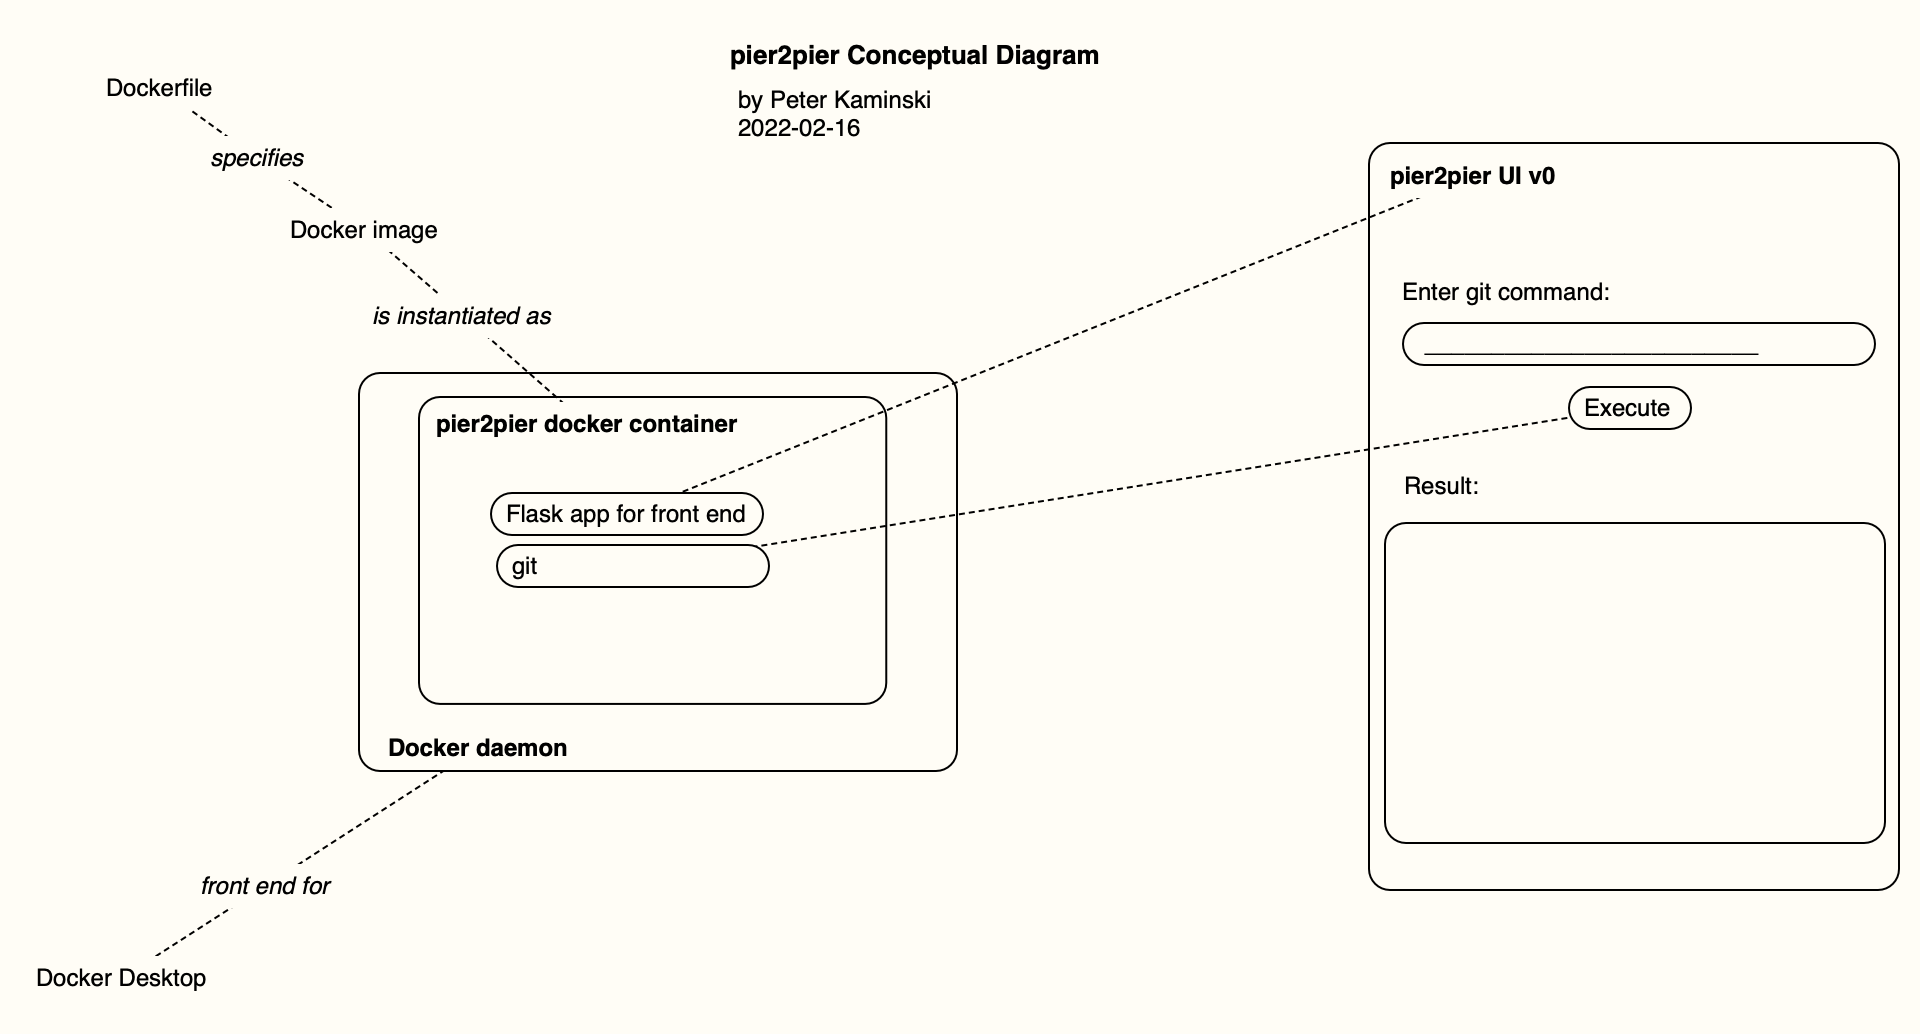 pier2pier Conceptual Diagram
by Peter Kaminski
2022-02-16
Dockerfile
specifies
Docker image
is instantiated as
pier2pier docker container
Flask app for front end
git
Docker daemon
front end for
Docker Desktop
pier2pier UI v0
Enter git command:
Execute
Result: